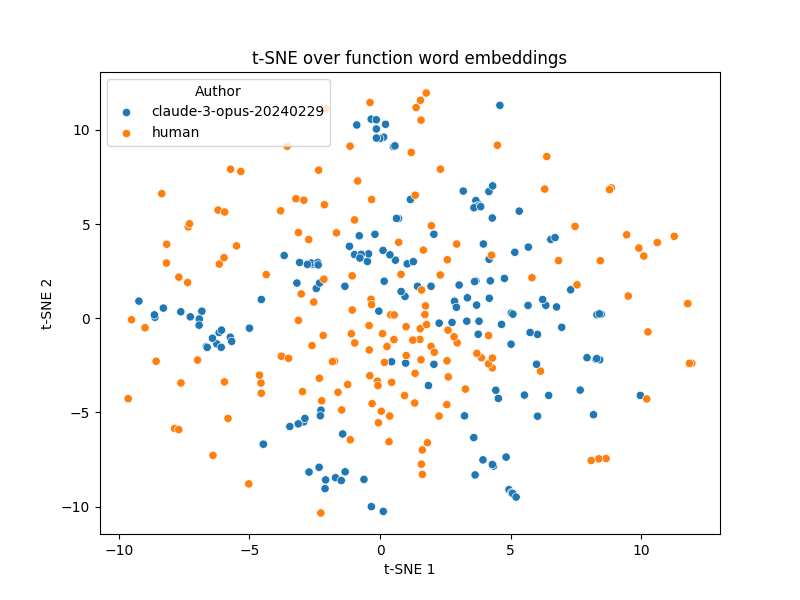 t-SNE over function word embeddings
Author
claude-3-opus-20240229
human
10
5
0
−5
−10
t-SNE 2
−10
−5
0
5
10
t-SNE 1